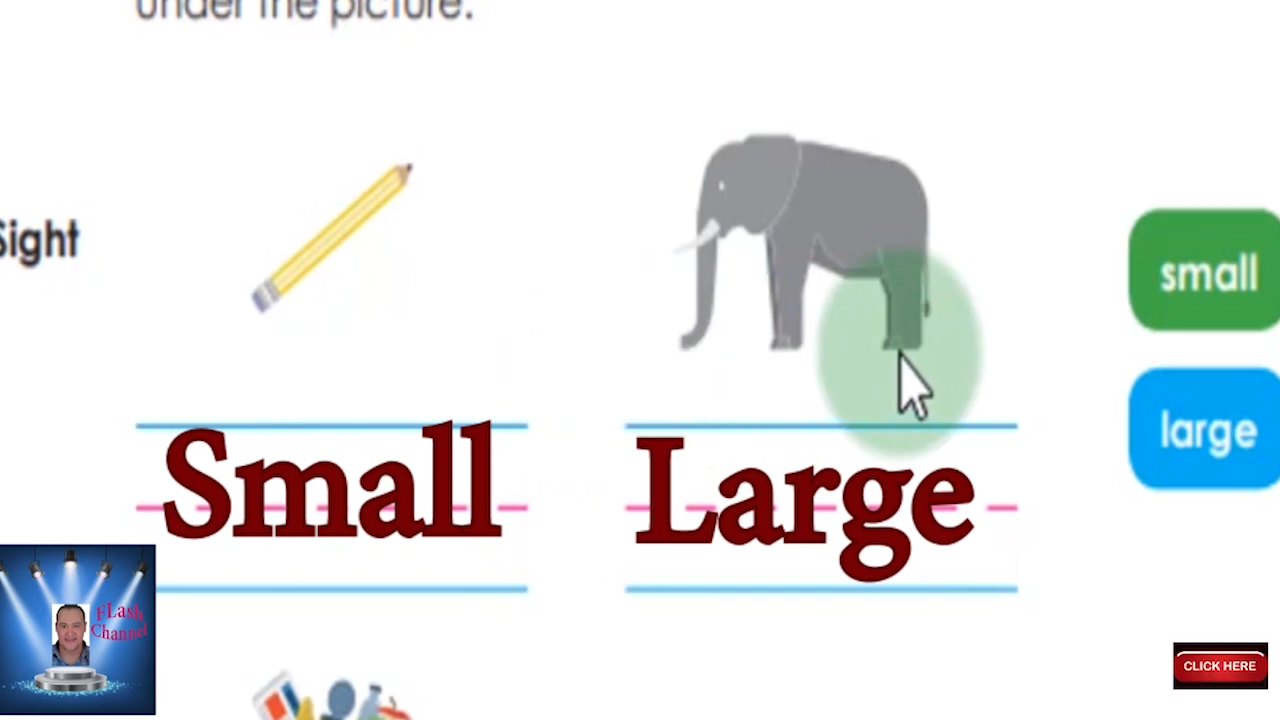 Under the picture.
Sight
small
large
Small Large
FLash
Channel
CLICK HERE